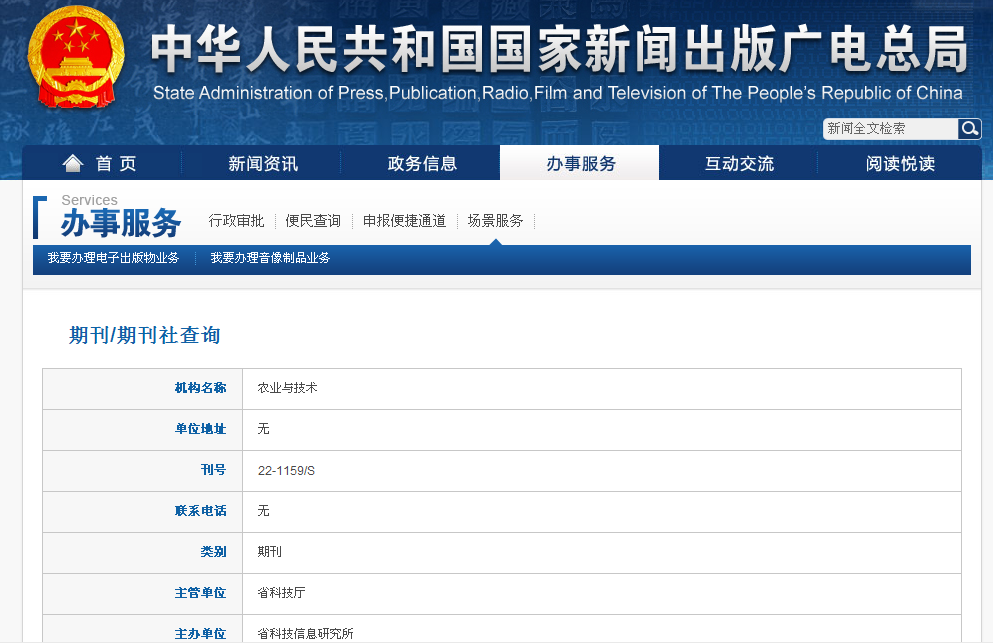 中华人民共和国国家新闻出版广电总局
State Administration of Press,Publication,Radio,Film and Television of The People's Republic of China
新闻全文检索
首页 新闻资讯 政务信息 办事服务 互动交流 阅读悦读
Services
办事服务 行政审批 便民查询 申报便捷通道 场景服务
我要办理电子出版物业务 我要办理音像制品业务
期刊/期刊社查询
机构名称 农业与技术
单位地址 无
刊号 22-1159/S
联系电话 无
类别 期刊
主管单位 省科技厅
主办单位 省科技信息研究所